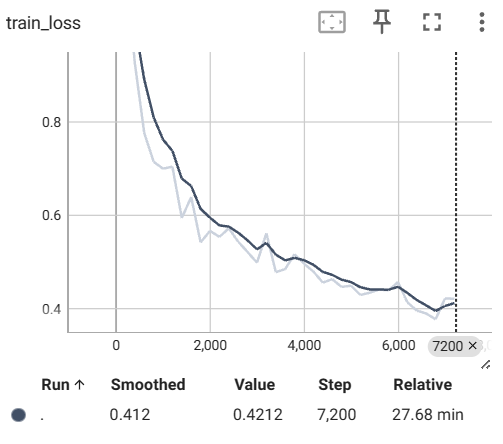 train_loss
0.8
0.6
0.4
0 2,000 4,000 6,000 7200 ×
Run ↑ Smoothed Value Step Relative
. 0.412 0.4212 7,200 27.68 min